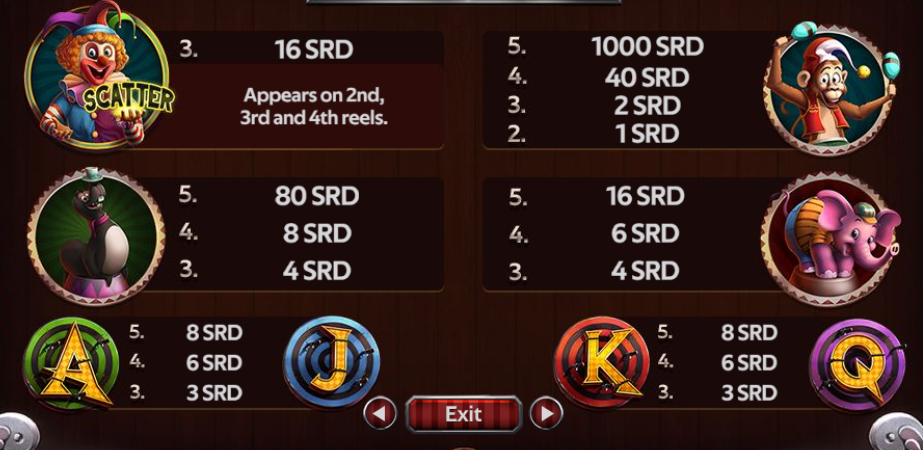 3. 16 SRD
SCATTER
Appears on 2nd,
3rd and 4th reels.
5. 1000 SRD
4. 40 SRD
3. 2 SRD
2. 1 SRD
5. 80 SRD
4. 8 SRD
3. 4 SRD
5. 16 SRD
4. 6 SRD
3. 4 SRD
A
5. 8 SRD
4. 6 SRD
3. 3 SRD
J
K
5. 8 SRD
4. 6 SRD
3. 3 SRD
Q
Exit